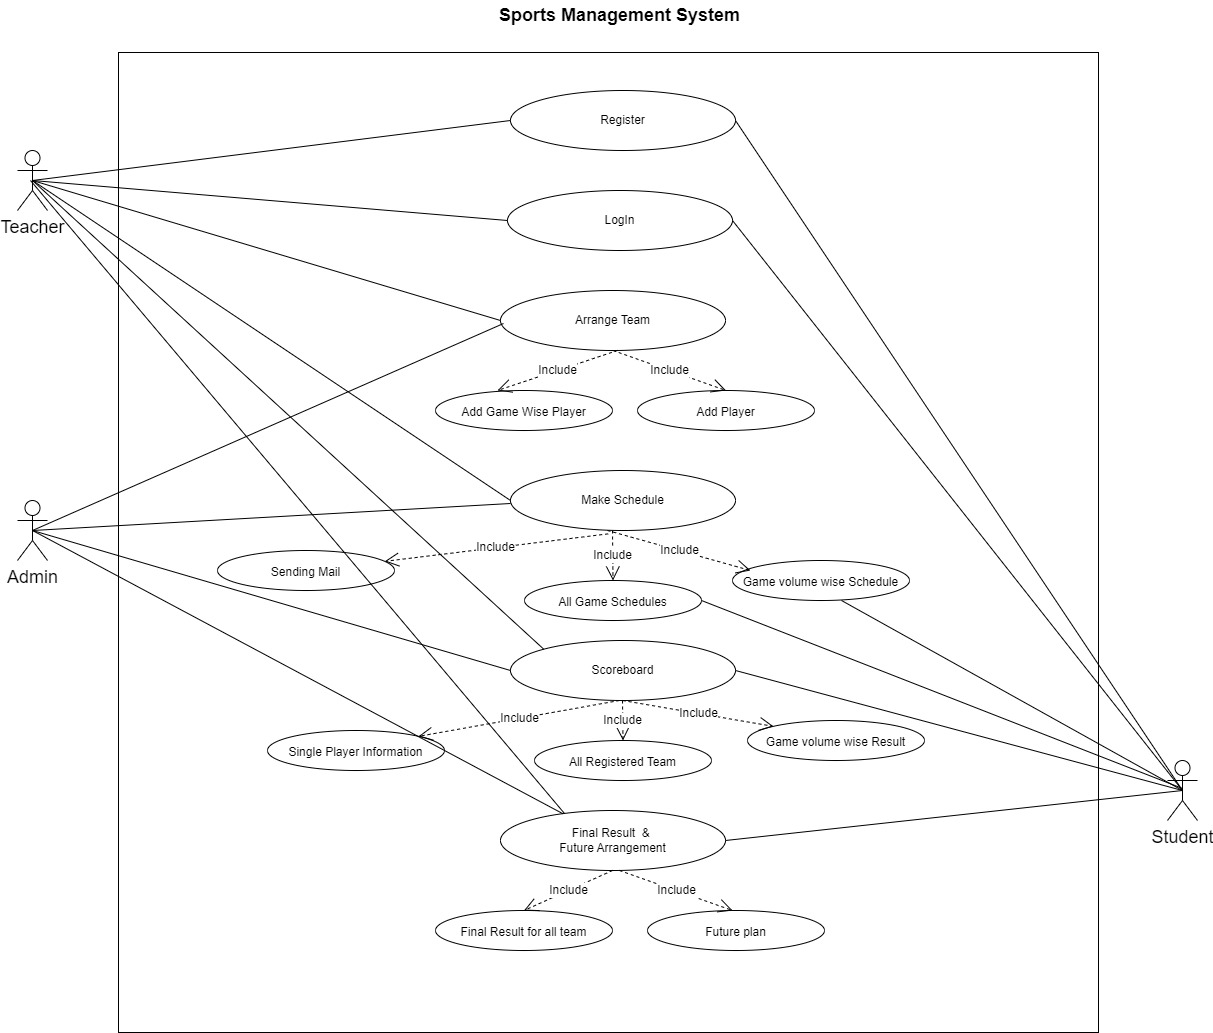 Sports Management System
Register
Teacher
LogIn
Arrange Team
Include
Include
Add Game Wise Player
Add Player
Make Schedule
Admin
Include
Include
Include
Sending Mail
All Game Schedules
Game volume wise Schedule
Scoreboard
Include
Include
Include
Single Player Information
All Registered Team
Game volume wise Result
Final Result &
Future Arrangement
Student
Include
Include
Final Result for all team
Future plan